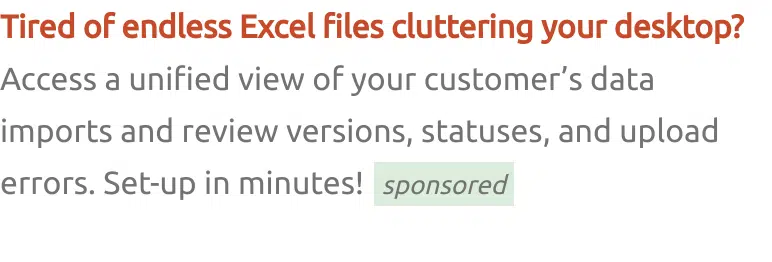 Tired of endless Excel files cluttering your desktop?
Access a unified view of your customer’s data
imports and review versions, statuses, and upload
errors. Set-up in minutes! sponsored